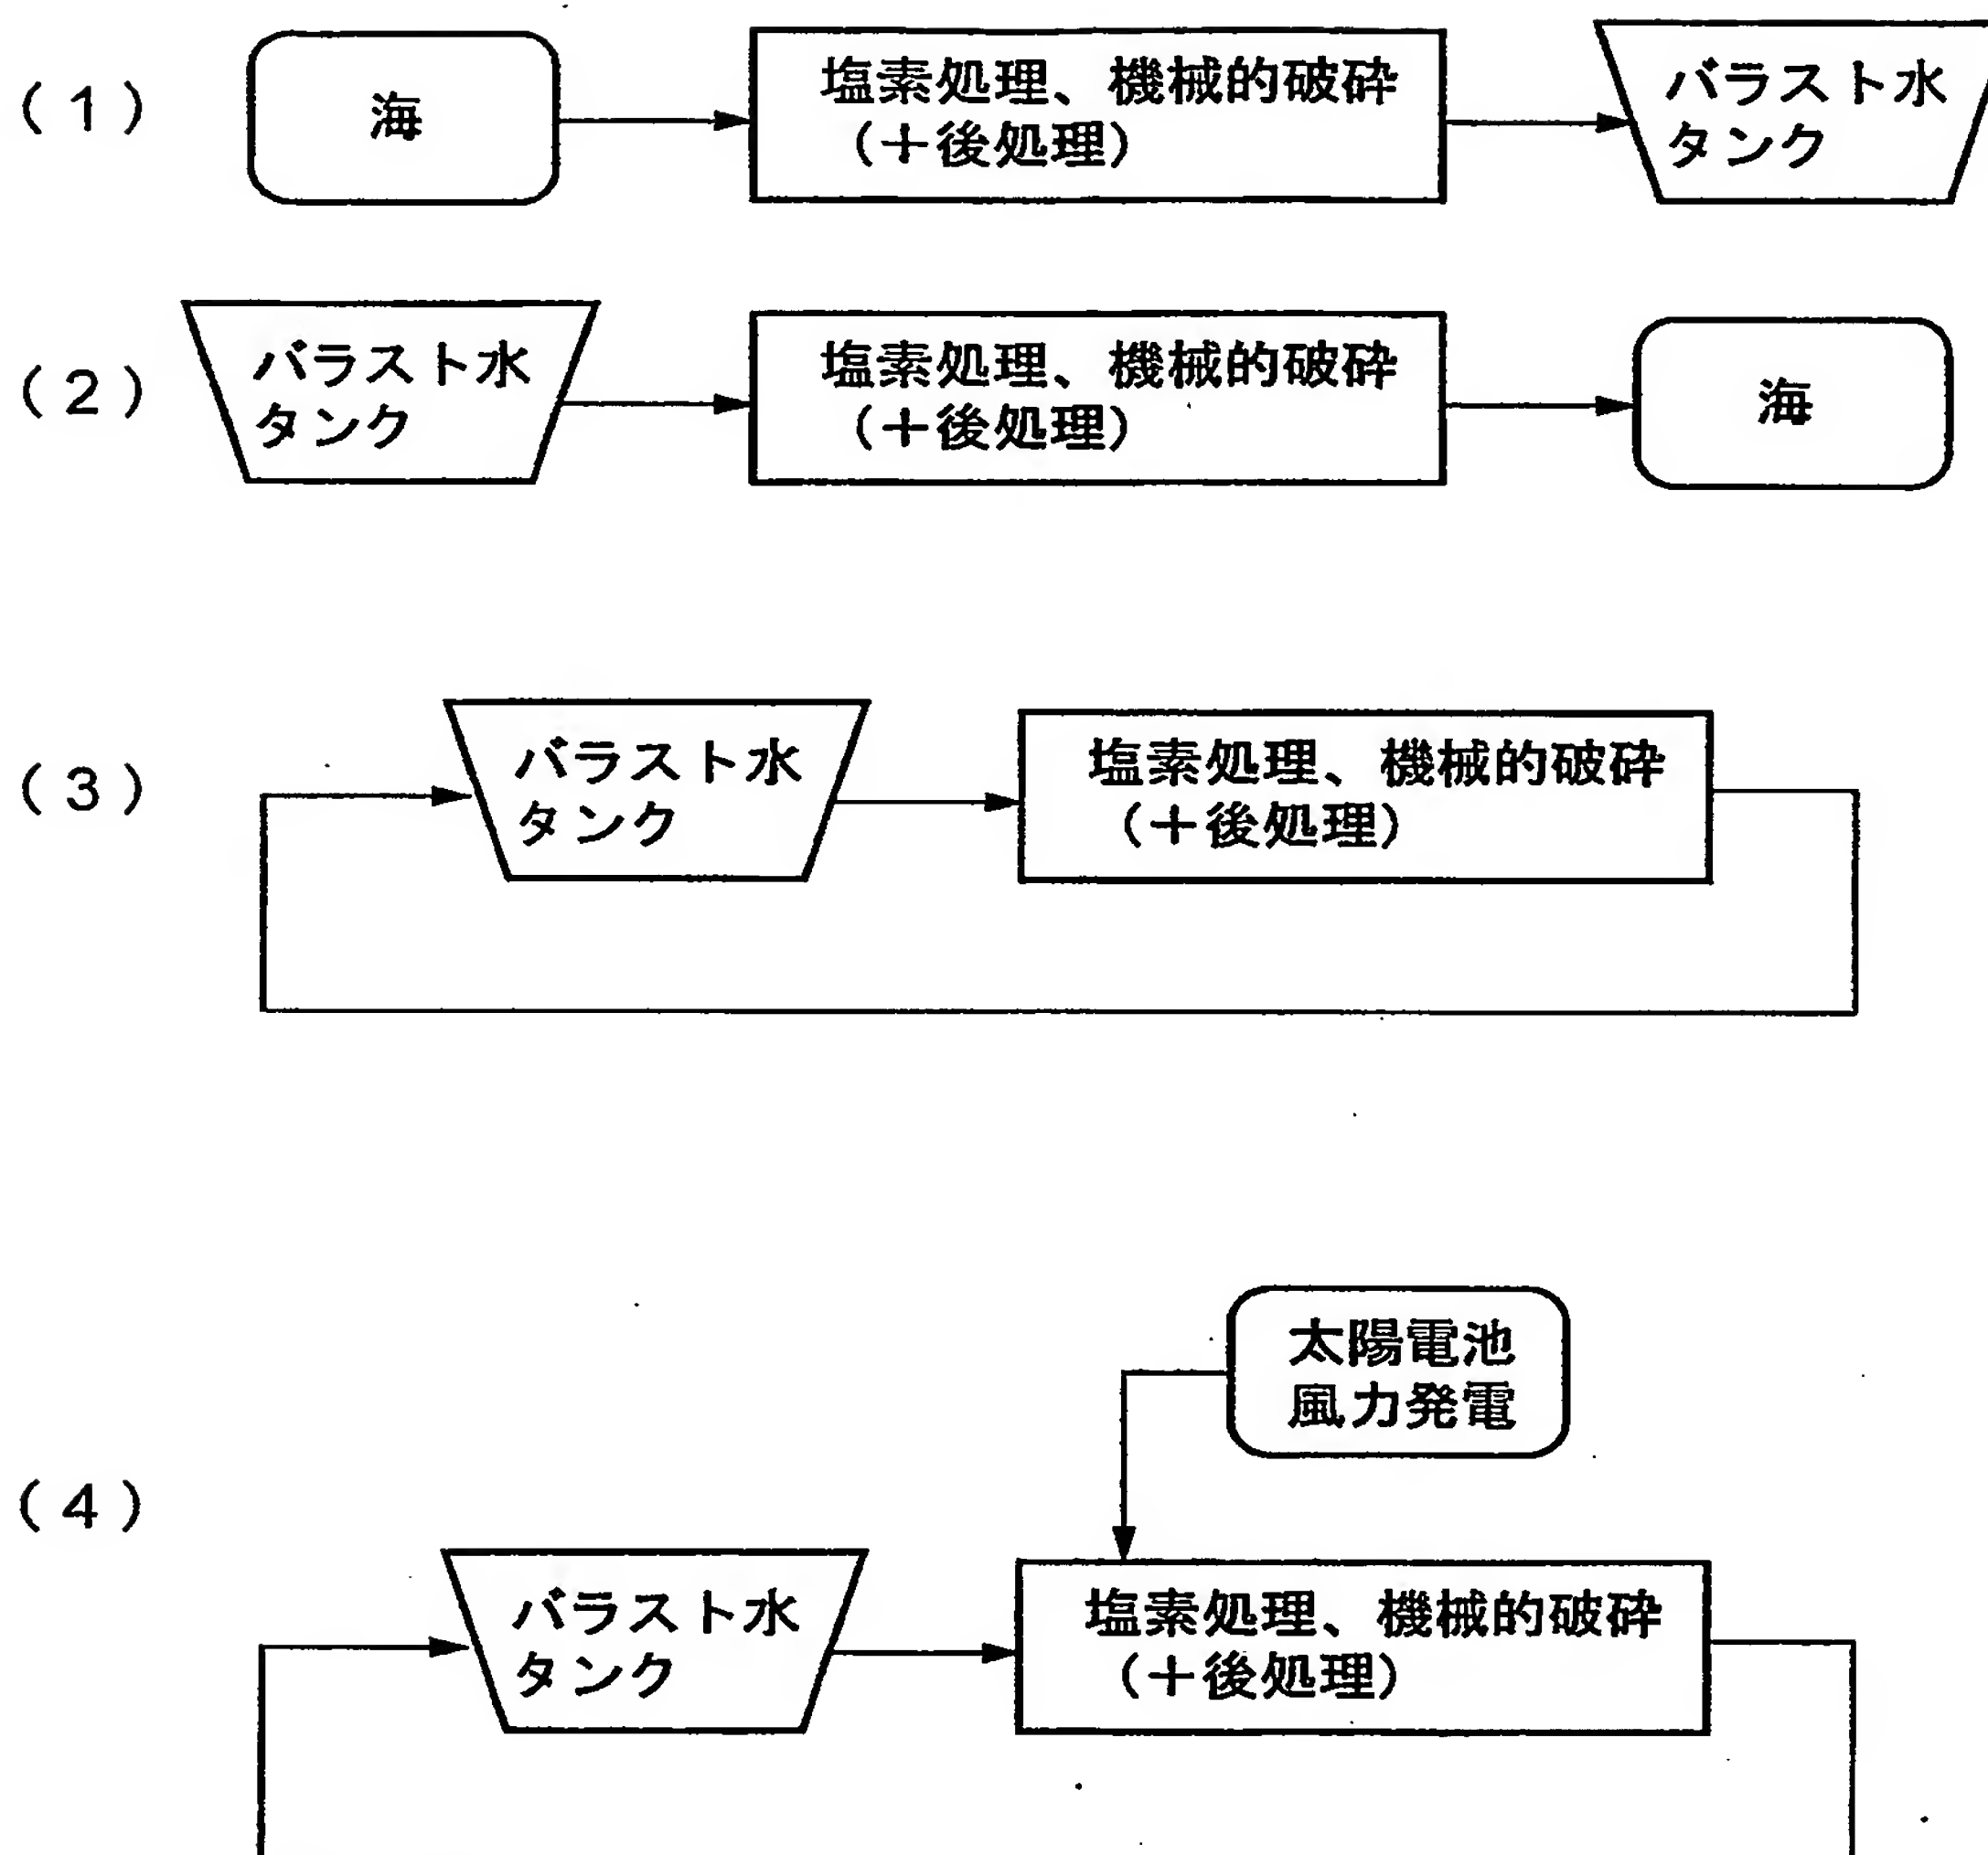 (1)
海
塩素処理、機械的破砕
(＋後処理)
バラスト水
タンク
(2)
バラスト水
タンク
塩素処理、機械的破砕
(＋後処理)
海
(3)
バラスト水
タンク
塩素処理、機械的破砕
(＋後処理)
太陽電池
風力発電
(4)
バラスト水
タンク
塩素処理、機械的破砕
(＋後処理)